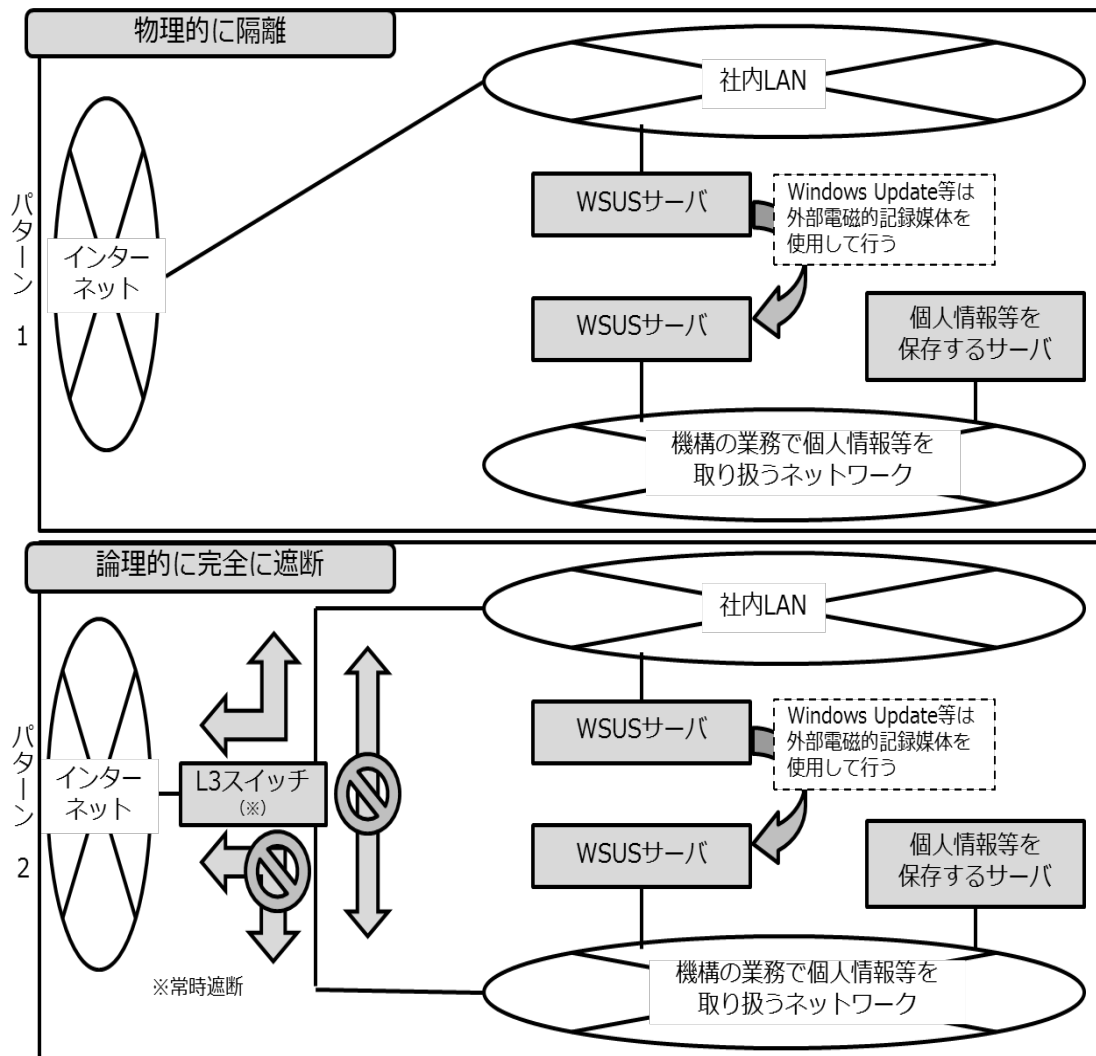 物理的に隔離
パターン 1
インター
ネット
社内LAN
WSUSサーバ
Windows Update等は
外部電磁的記録媒体を
使用して行う
WSUSサーバ
個人情報等を
保存するサーバ
機構の業務で個人情報等を
取り扱うネットワーク
論理的に完全に遮断
パターン 2
インター
ネット
L3スイッチ
(※)
※常時遮断
社内LAN
WSUSサーバ
Windows Update等は
外部電磁的記録媒体を
使用して行う
WSUSサーバ
個人情報等を
保存するサーバ
機構の業務で個人情報等を
取り扱うネットワーク